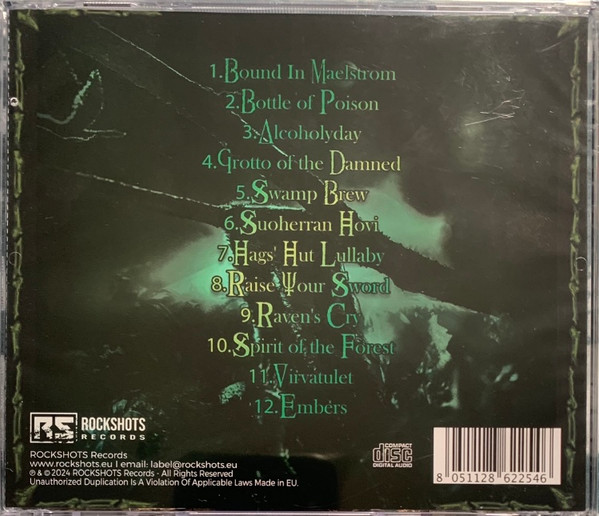 1.Bound In Maelstrom
2.Bottle of Poison
3.Alcoholyday
4.Grotto of the Damned
5.Swamp Brew
6.Suoherran Hovi
7.Hags' Hut Lullaby
8.Raise Your Sword
9.Raven's Cry
10.Spirit of the Forest
11.Virvatulet
12.Embers
RS ROCKSHOTS
RECORDS
ROCKSHOTS Records
www.rockshots.eu I email: label@rockshots.eu
℗ & © 2024 ROCKSHOTS Records - All Rights Reserved
Unauthorized Duplication Is A Violation Of Applicable Laws Made in EU.
COMPACT
disc
DIGITAL AUDIO
8 051128 622546